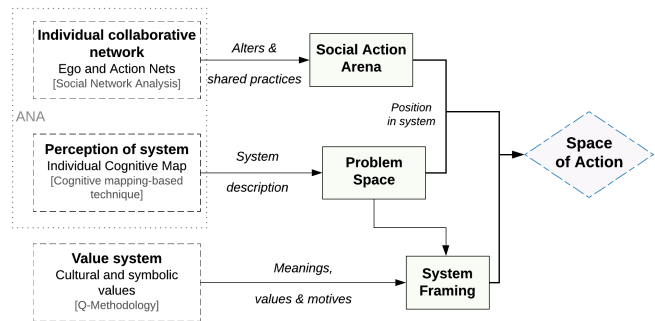 Individual collaborative
network
Ego and Action Nets
[Social Network Analysis]
Alters &
shared practices
Social Action
Arena
ANA
Position
in system
Perception of system
Individual Cognitive Map
[Cognitive mapping-based
technique]
System
description
Problem
Space
Space
of Action
Value system
Cultural and symbolic
values
[Q-Methodology]
Meanings,
values & motives
System
Framing